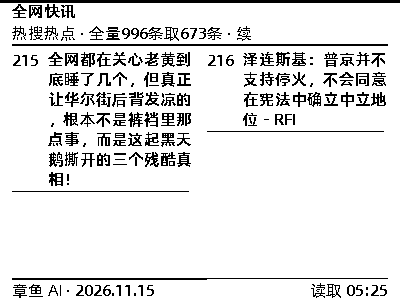 全网快讯
热搜热点 · 全量996条取673条 · 续
215 全网都在关心老黄到
底睡了几个，但真正
让华尔街后背发凉的
，根本不是裤裆里那
点事，而是这起黑天
鹅撕开的三个残酷真
相！
216 泽连斯基：普京并不
支持停火，不会同意
在宪法中确立中立地
位 - RFI
章鱼 AI · 2026.11.15
读取 05:25